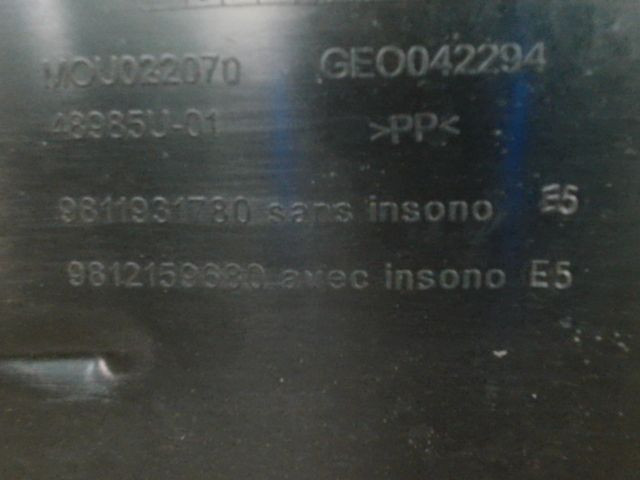 MOU022070 GEO042294
48985U-01 >PP<
9811931780 sans insono E5
9812159680 avec insono E5